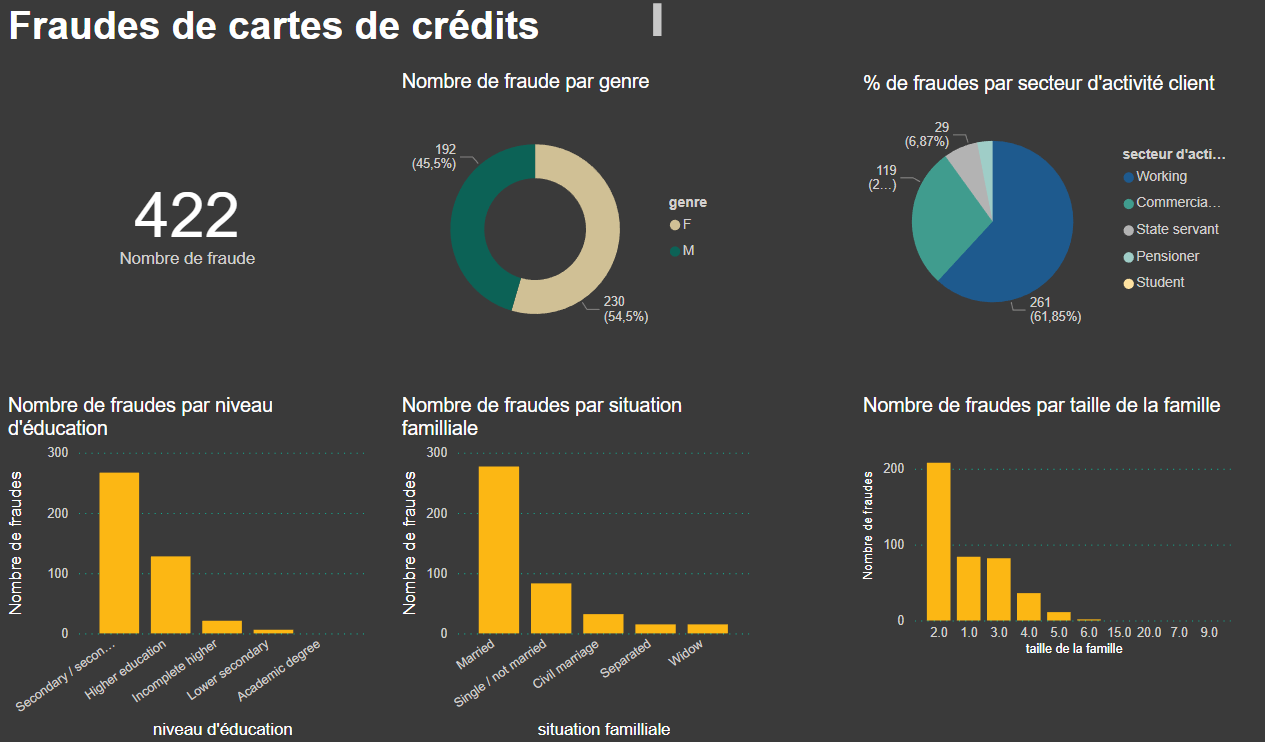 Fraudes de cartes de crédits
422
Nombre de fraude
Nombre de fraude par genre
192
(45,5%)
230
(54,5%)
genre
F
M
% de fraudes par secteur d'activité client
29
(6,87%)
119
(2…)
261
(61,85%)
secteur d'acti…
Working
Commercia…
State servant
Pensioner
Student
Nombre de fraudes par niveau
d'éducation
Nombre de fraudes
300
200
100
0
Secondary / secon…
Higher education
Incomplete higher
Lower secondary
Academic degree
niveau d'éducation
Nombre de fraudes par situation
familliale
Nombre de fraudes
300
200
100
0
Married
Single / not married
Civil marriage
Separated
Widow
situation familliale
Nombre de fraudes par taille de la famille
Nombre de fraudes
200
100
0
2.0 1.0 3.0 4.0 5.0 6.0 15.0 20.0 7.0 9.0
taille de la famille